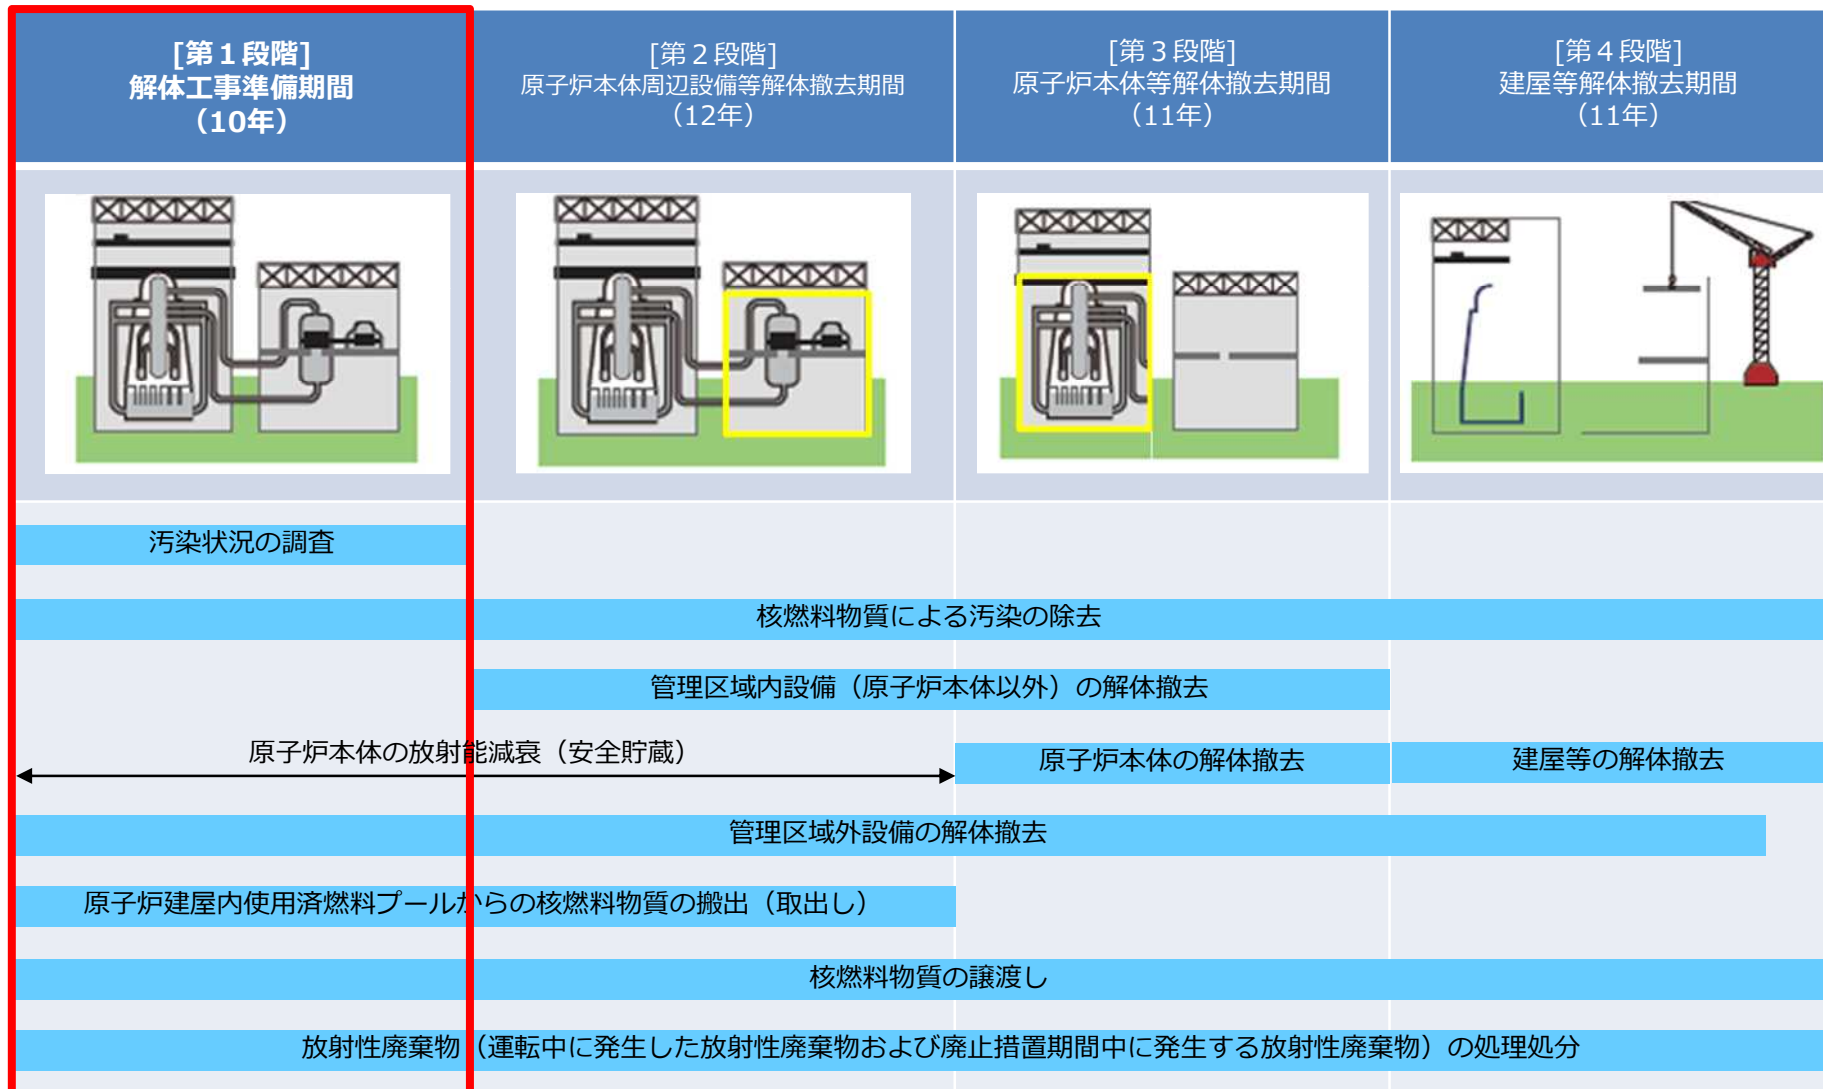 [第１段階]
解体工事準備期間
（10年）
[第２段階]
原子炉本体周辺設備等解体撤去期間
（12年）
[第３段階]
原子炉本体等解体撤去期間
（11年）
[第４段階]
建屋等解体撤去期間
（11年）
汚染状況の調査
核燃料物質による汚染の除去
管理区域内設備（原子炉本体以外）の解体撤去
原子炉本体の放射能減衰（安全貯蔵）
原子炉本体の解体撤去
建屋等の解体撤去
管理区域外設備の解体撤去
原子炉建屋内使用済燃料プールからの核燃料物質の搬出（取出し）
核燃料物質の譲渡し
放射性廃棄物（運転中に発生した放射性廃棄物および廃止措置期間中に発生する放射性廃棄物）の処理処分